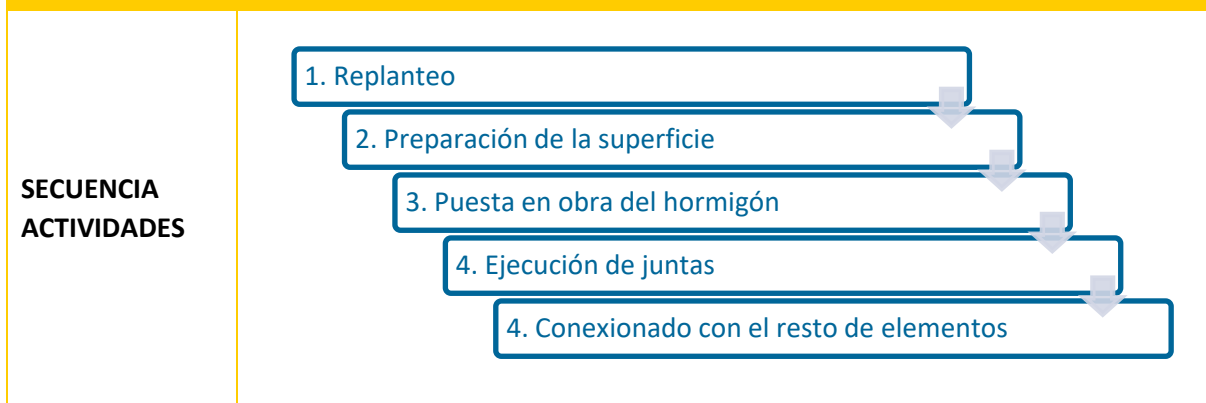 SECUENCIA
ACTIVIDADES
1. Replanteo
2. Preparación de la superficie
3. Puesta en obra del hormigón
4. Ejecución de juntas
4. Conexionado con el resto de elementos